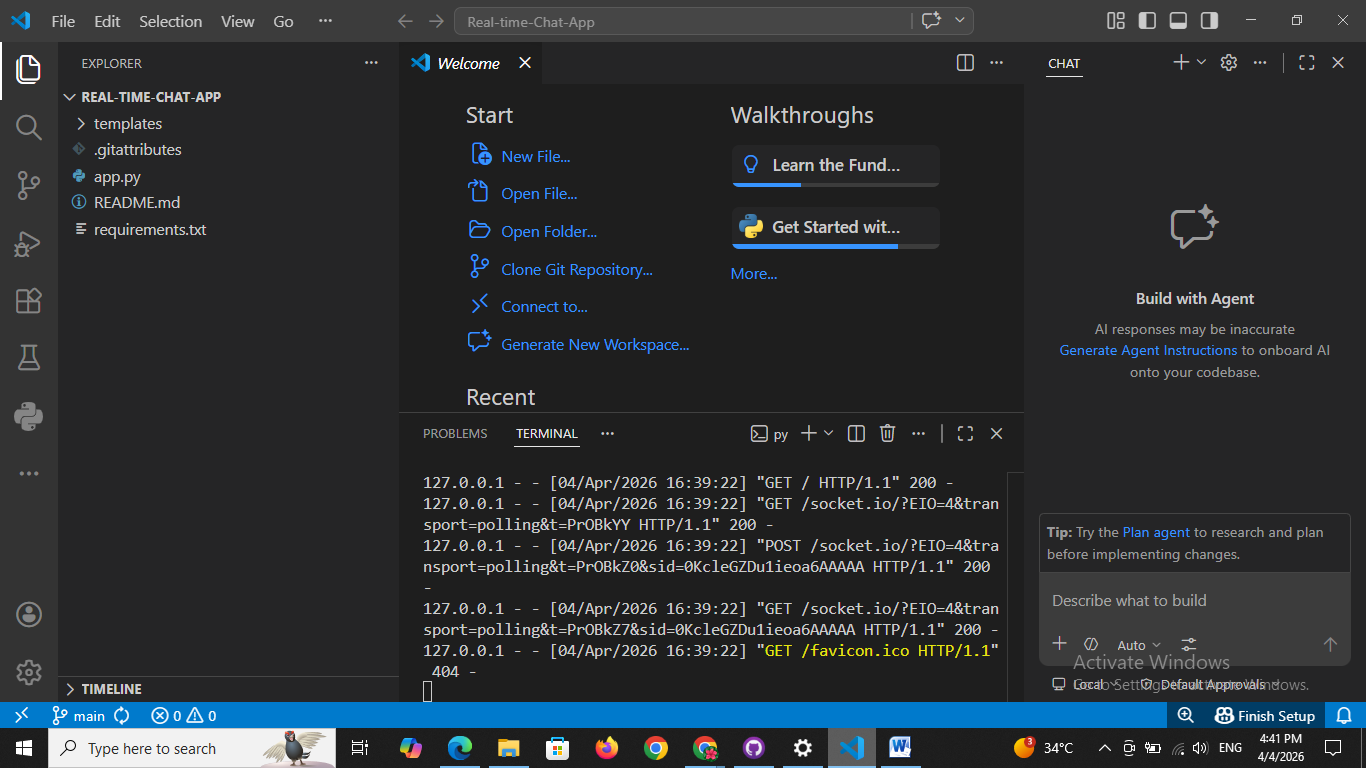 File Edit Selection View Go ···
Real-time-Chat-App
EXPLORER
REAL-TIME-CHAT-APP
templates
.gitattributes
app.py
README.md
requirements.txt
TIMELINE
Welcome
Start
New File...
Open File...
Open Folder...
Clone Git Repository...
Connect to...
Generate New Workspace...
Recent
Walkthroughs
Learn the Fund...
Get Started wit...
More...
PROBLEMS TERMINAL ···
py
127.0.0.1 - - [04/Apr/2026 16:39:22] "GET / HTTP/1.1" 200 -
127.0.0.1 - - [04/Apr/2026 16:39:22] "GET /socket.io/?EIO=4&tran
sport=polling&t=PrOBkYY HTTP/1.1" 200 -
127.0.0.1 - - [04/Apr/2026 16:39:22] "POST /socket.io/?EIO=4&tra
nsport=polling&t=PrOBkZ0&sid=0KcleGZDu1ieoa6AAAAA HTTP/1.1" 200
-
127.0.0.1 - - [04/Apr/2026 16:39:22] "GET /socket.io/?EIO=4&tran
sport=polling&t=PrOBkZ7&sid=0KcleGZDu1ieoa6AAAAA HTTP/1.1" 200 -
127.0.0.1 - - [04/Apr/2026 16:39:22] "GET /favicon.ico HTTP/1.1"
404 -
CHAT
Build with Agent
AI responses may be inaccurate
Generate Agent Instructions to onboard AI
onto your codebase.
Tip: Try the Plan agent to research and plan
before implementing changes.
Describe what to build
Auto
Activate Windows
Go to Settings to activate Windows.
Local Default Approvals
main 0 0
Finish Setup
Type here to search
3
34°C
ENG
4:41 PM
4/4/2026